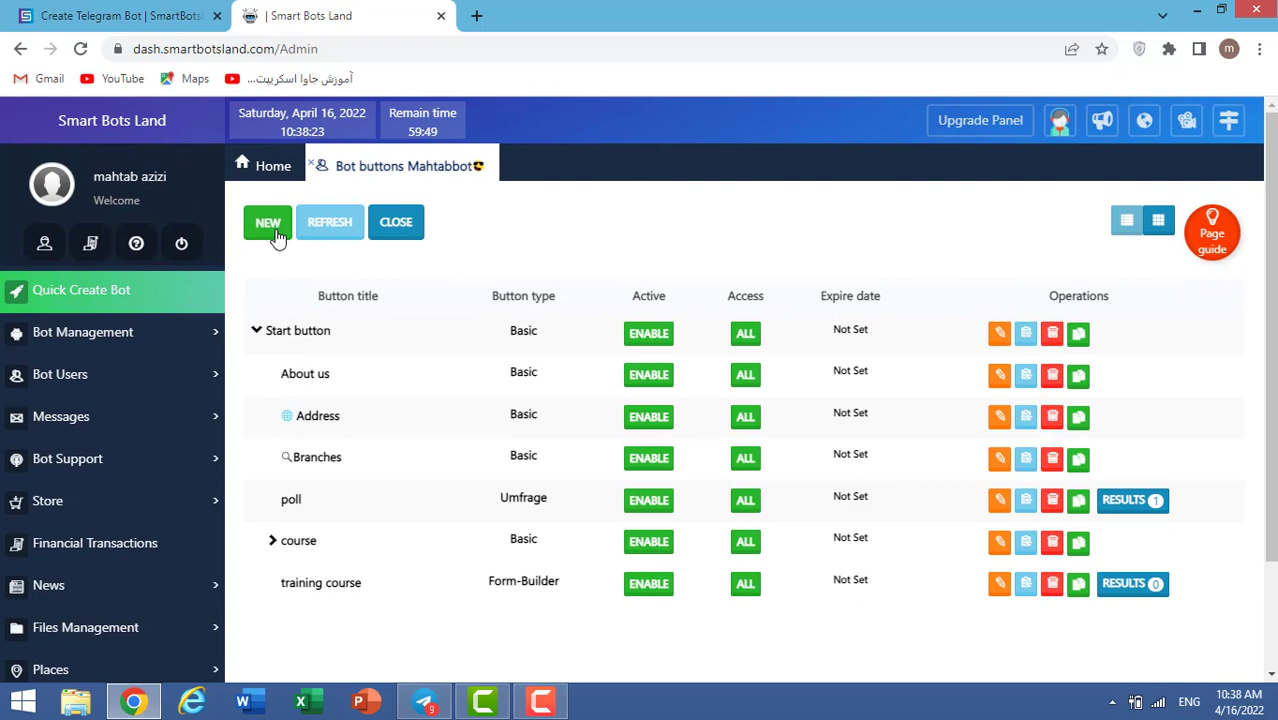 Create Telegram Bot | SmartBots
| Smart Bots Land
dash.smartbotsland.com/Admin
m
Gmail
YouTube
Maps
آموزش جاوا اسکریپت...
Smart Bots Land
Saturday, April 16, 2022
10:38:23
Remain time
59:49
Upgrade Panel
mahtab azizi
Welcome
Home
Bot buttons Mahtabbot
NEW
REFRESH
CLOSE
Page
guide
Quick Create Bot
Bot Management
Bot Users
Messages
Bot Support
Store
Financial Transactions
News
Files Management
Places
Button title Button type Active Access Expire date Operations
Start button Basic ENABLE ALL Not Set
About us Basic ENABLE ALL Not Set
Address Basic ENABLE ALL Not Set
Branches Basic ENABLE ALL Not Set
poll Umfrage ENABLE ALL Not Set RESULTS 1
course Basic ENABLE ALL Not Set
training course Form-Builder ENABLE ALL Not Set RESULTS 0
9
ENG
10:38 AM
4/16/2022